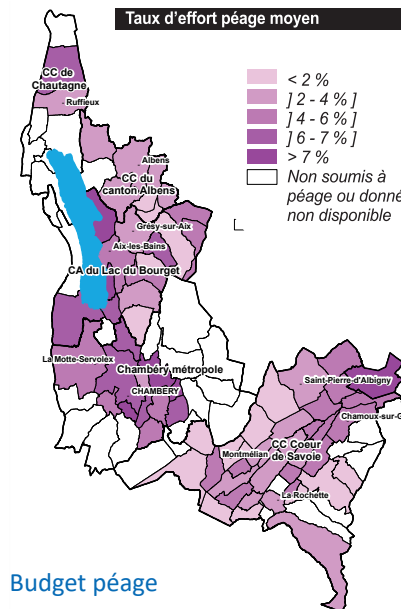 Taux d'effort péage moyen
< 2 %
] 2 - 4 % ]
] 4 - 6% ]
] 6 - 7% ]
> 7 %
Non soumis à
péage ou donné
non disponible
CC de
Chautagne
Ruffieux
Albens
CC du
canton Albens
Grésy-sur-Aix
Aix-les-Bains
CA du Lac du Bourget
La Motte-Servolex
Chambéry métropole
CHAMBERY
Saint-Pierre-d'Albigny
Chamoux-sur-G
CC Coeur
de Savoie
Montmélian
La Rochette
Budget péage